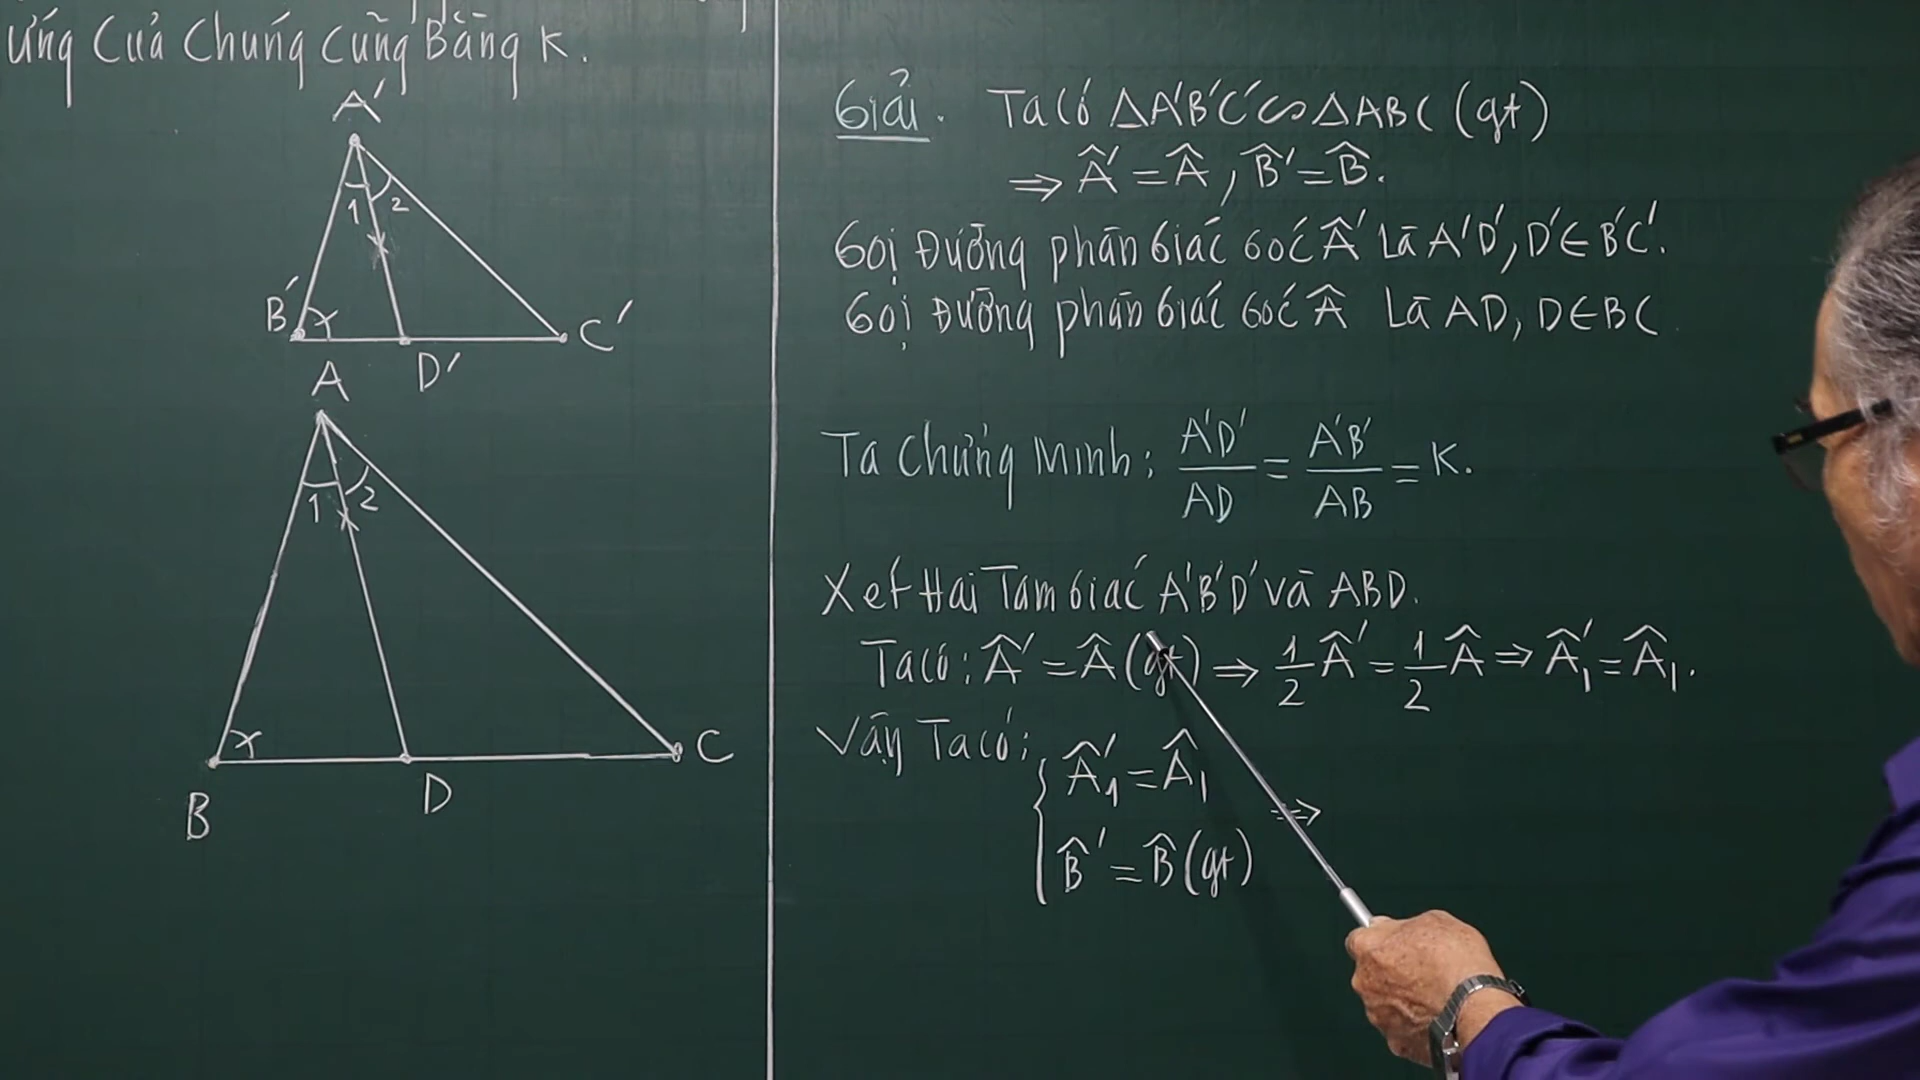 ứng Của Chúng Cũng Bằng K.
A'
1 2
B' x C'
D'
A
1 2
x C
B D
Giải. Ta Có ΔA'B'C' ∽ ΔABC (gt)
⇒ Â' = Â, B̂' = B̂.
Gọi Đường phân Giác Góc Â' Là A'D', D' ∈ B'C'.
Gọi Đường phân Giác Góc Â Là AD, D ∈ BC
Ta Chứng Minh: A'D'/AD = A'B'/AB = K.
Xét Hai Tam Giác A'B'D' và ABD.
Ta có: Â' = Â (gt) ⇒ 1/2 Â' = 1/2 Â ⇒ Â'₁ = Â₁.
Vậy Ta có: { Â'₁ = Â₁
B̂' = B̂ (gt) ⇒